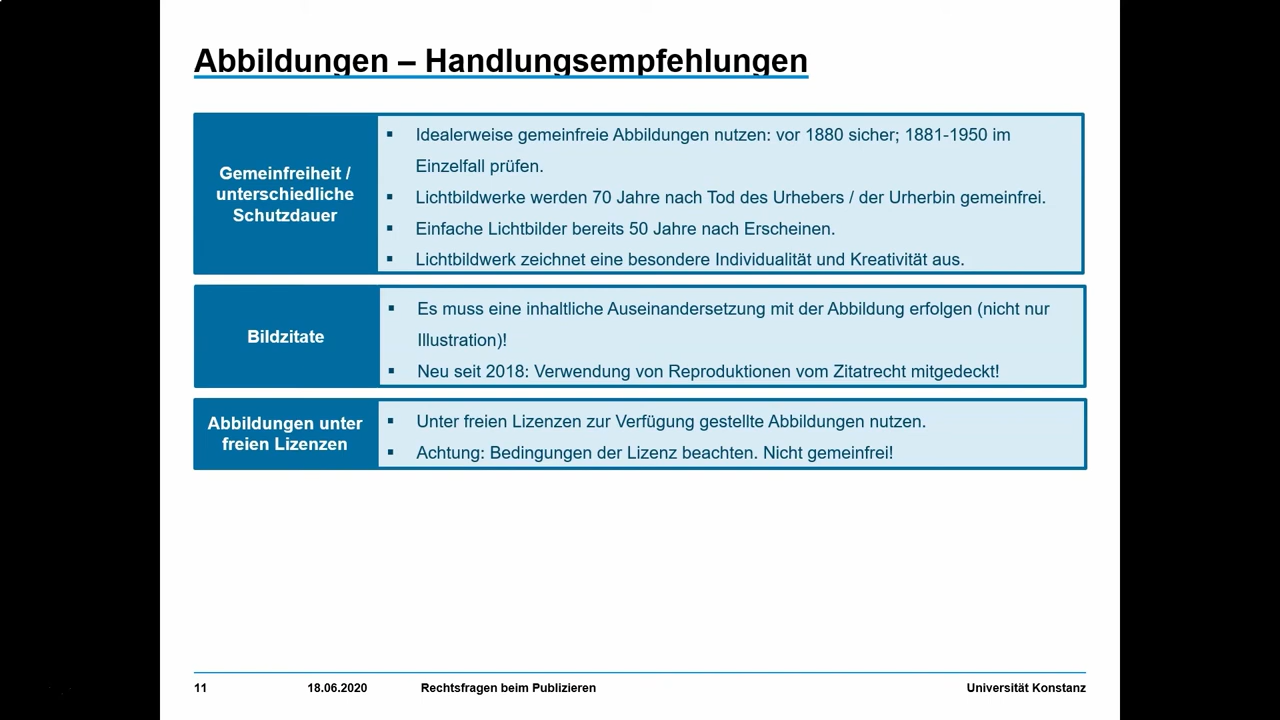 Abbildungen – Handlungsempfehlungen
Gemeinfreiheit /
unterschiedliche
Schutzdauer
▪ Idealerweise gemeinfreie Abbildungen nutzen: vor 1880 sicher; 1881-1950 im
Einzelfall prüfen.
▪ Lichtbildwerke werden 70 Jahre nach Tod des Urhebers / der Urherbin gemeinfrei.
▪ Einfache Lichtbilder bereits 50 Jahre nach Erscheinen.
▪ Lichtbildwerk zeichnet eine besondere Individualität und Kreativität aus.
Bildzitate
▪ Es muss eine inhaltliche Auseinandersetzung mit der Abbildung erfolgen (nicht nur
Illustration)!
▪ Neu seit 2018: Verwendung von Reproduktionen vom Zitatrecht mitgedeckt!
Abbildungen unter
freien Lizenzen
▪ Unter freien Lizenzen zur Verfügung gestellte Abbildungen nutzen.
▪ Achtung: Bedingungen der Lizenz beachten. Nicht gemeinfrei!
11 18.06.2020 Rechtsfragen beim Publizieren Universität Konstanz